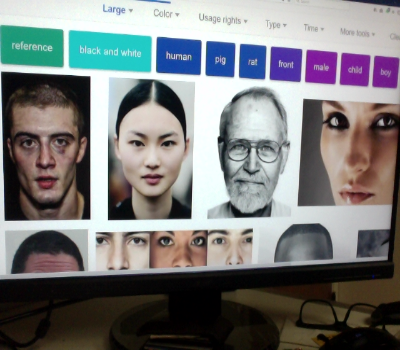 Large Color Usage rights Type Time More tools
reference black and white human pig rat front male child boy